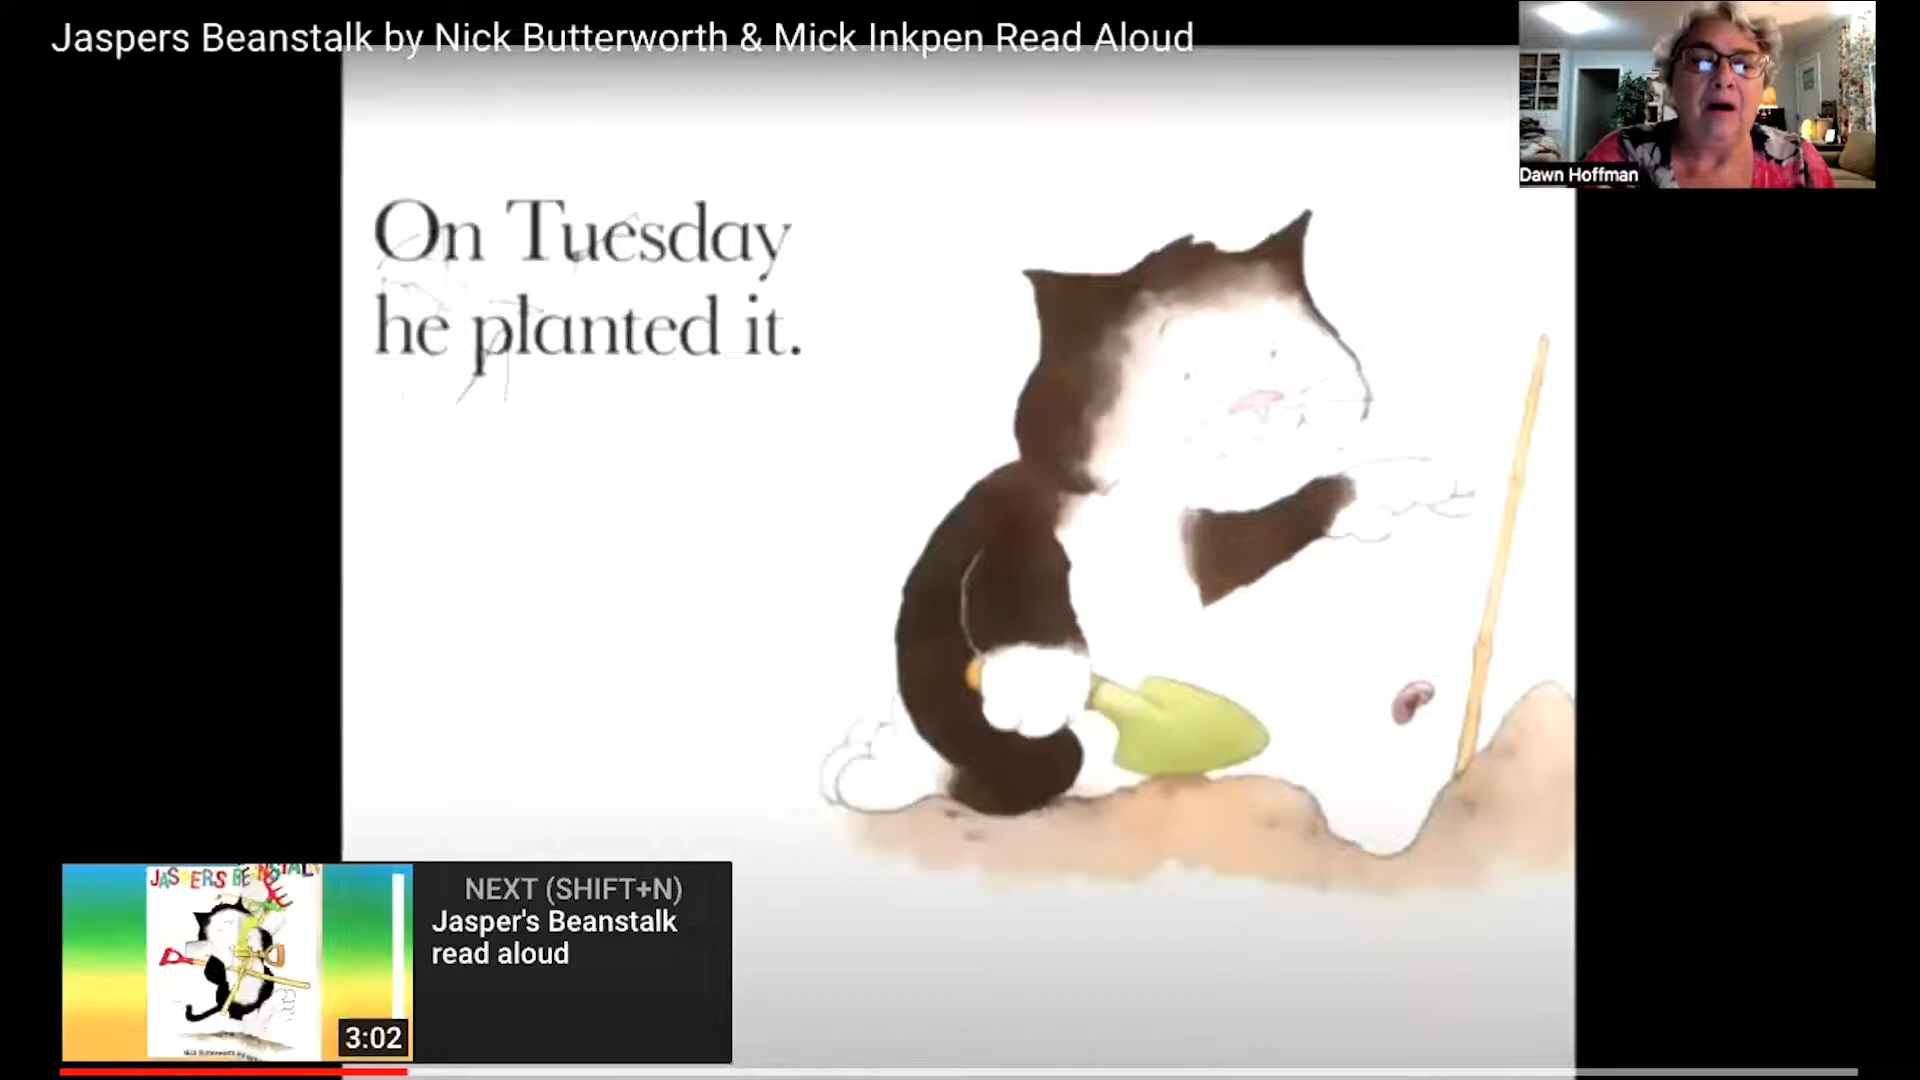 Jaspers Beanstalk by Nick Butterworth & Mick Inkpen Read Aloud
Dawn Hoffman
On Tuesday
he planted it.
NEXT (SHIFT+N)
Jasper's Beanstalk
read aloud
JASPERS BEANSTALK
3:02